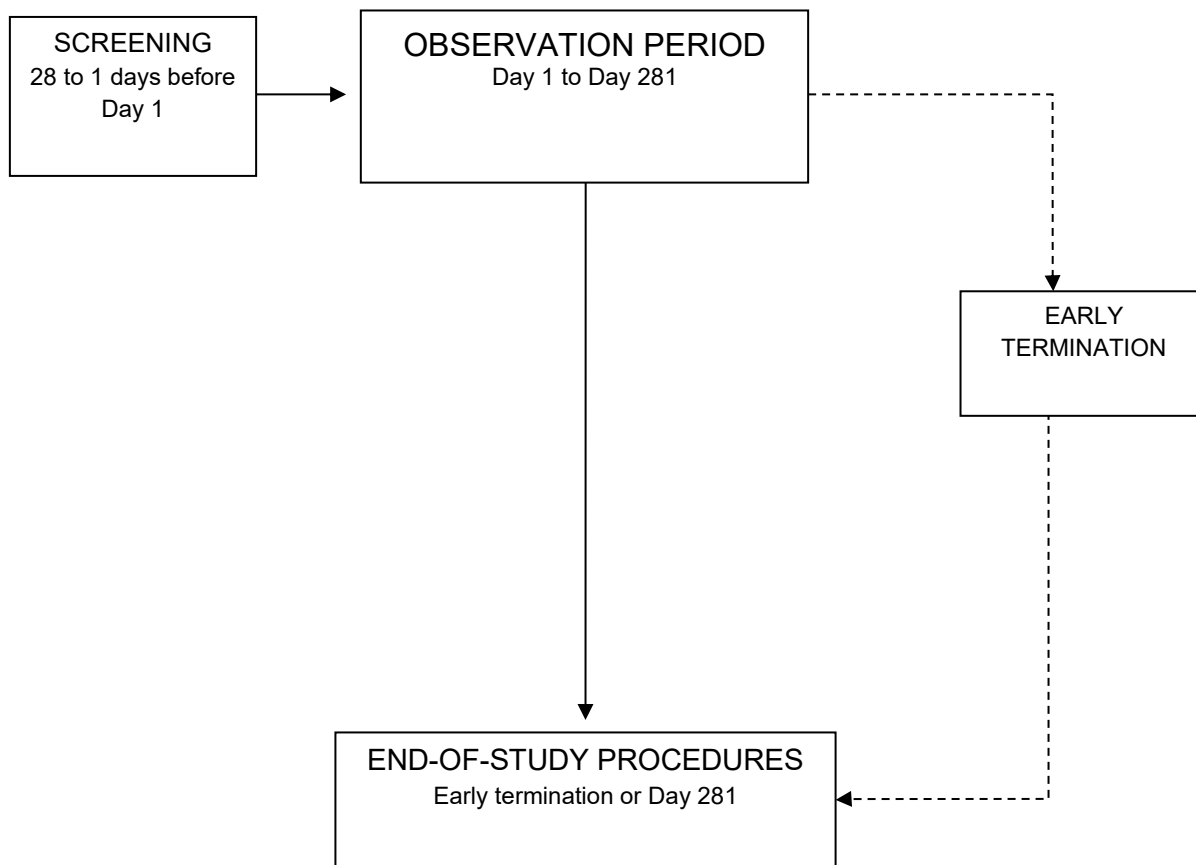 SCREENING
28 to 1 days before
Day 1
OBSERVATION PERIOD
Day 1 to Day 281
EARLY
TERMINATION
END-OF-STUDY PROCEDURES
Early termination or Day 281